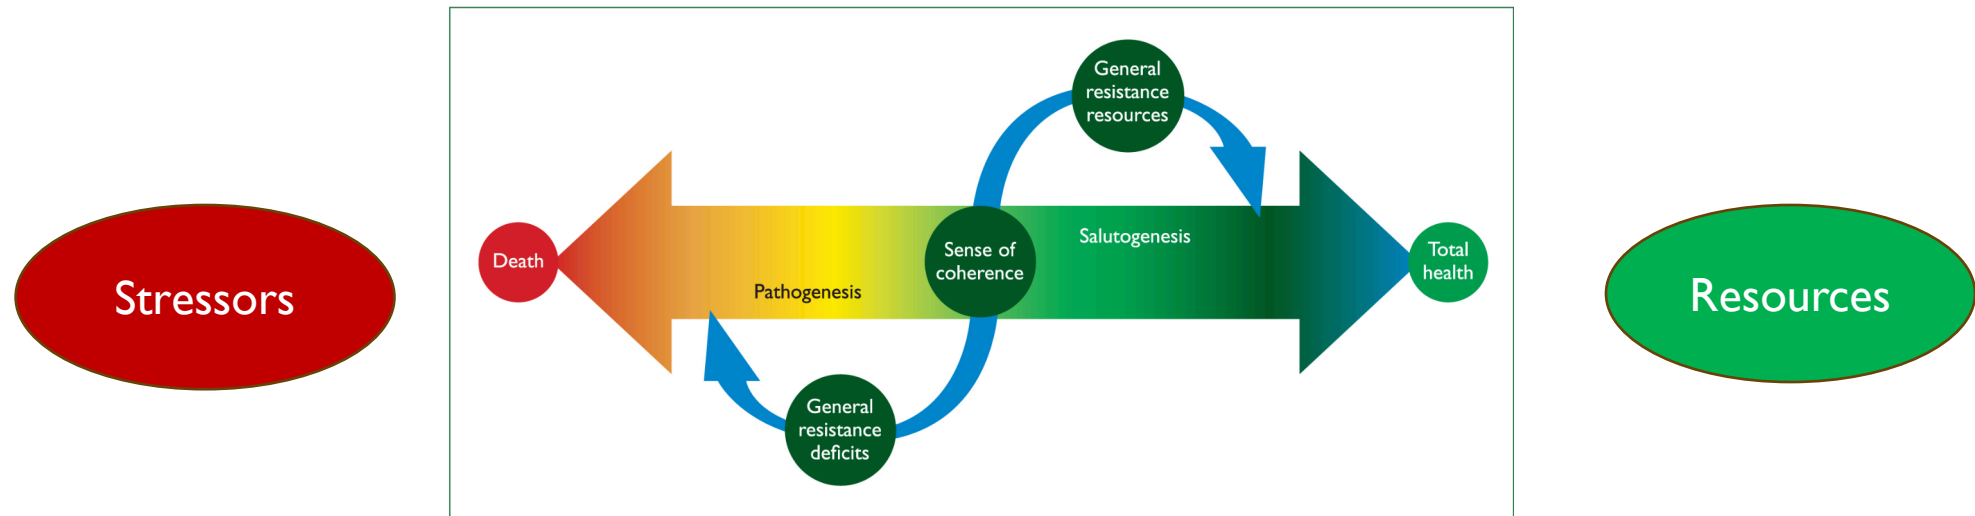 Stressors
Death
Pathogenesis
General
resistance
deficits
Sense of
coherence
General
resistance
resources
Salutogenesis
Total
health
Resources